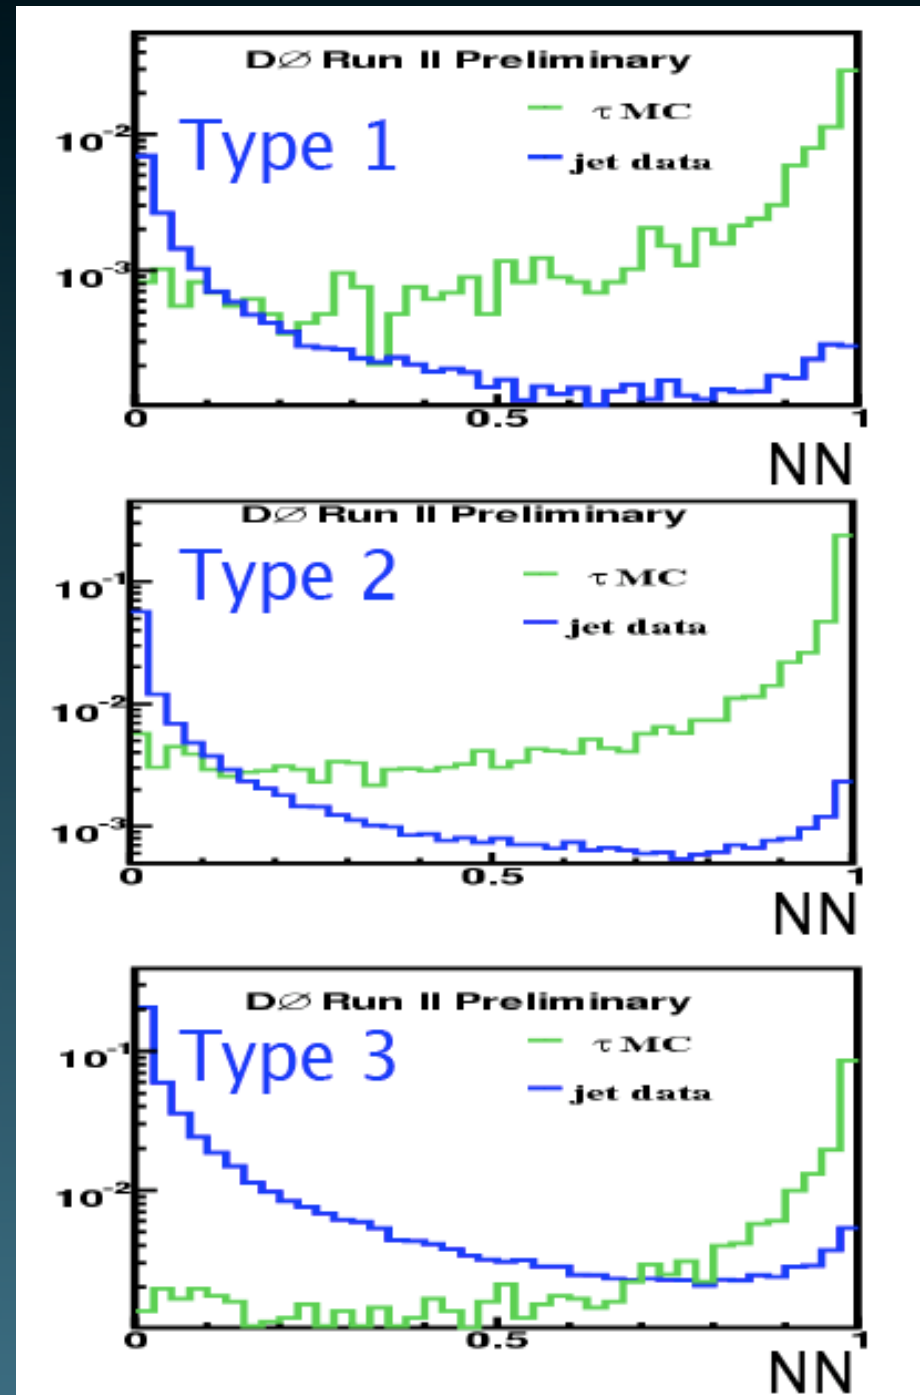 DØ Run II Preliminary
τ MC
10⁻² Type 1 jet data
10⁻³
0 0.5 1
NN
DØ Run II Preliminary
10⁻¹ Type 2 τ MC
jet data
10⁻²
10⁻³
0 0.5 1
NN
DØ Run II Preliminary
10⁻¹ Type 3 τ MC
jet data
10⁻²
0 0.5 1
NN